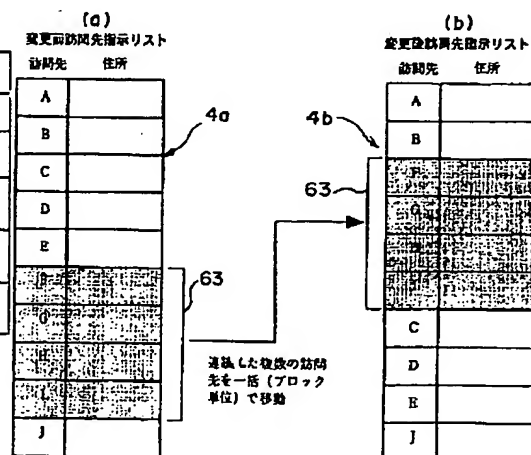 (a)
変更前訪問先指示リスト
訪問先 住所
A
B
C
D
E
G
I
J
4a
63
連続した複数の訪問
先を一括 (ブロック
単位) で移動
(b)
変更後訪問先指示リスト
訪問先 住所
A
B
F
G
C
D
E
J
4b
63